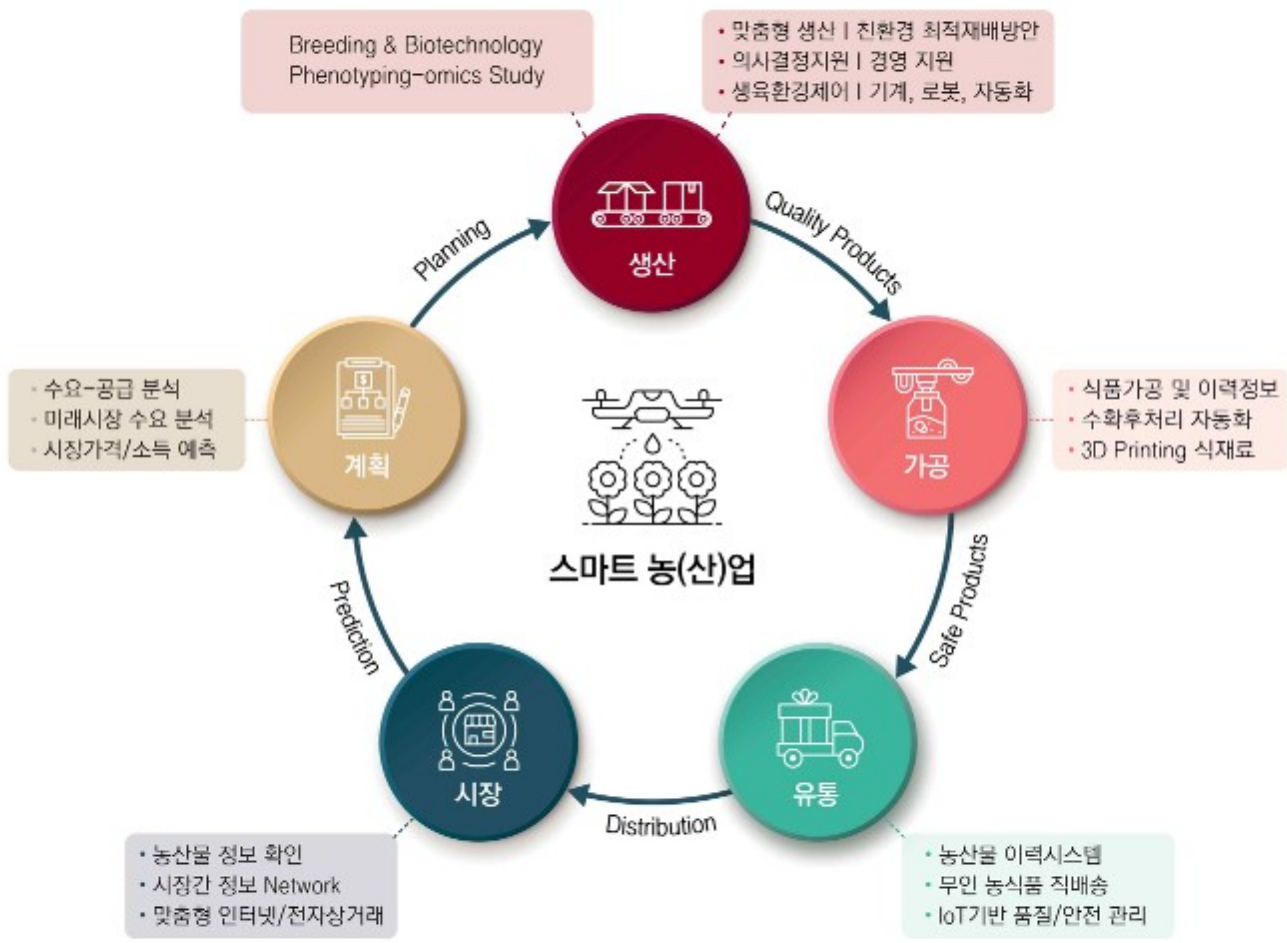 Breeding & Biotechnology
Phenotyping-omics Study
• 맞춤형 생산 | 친환경 최적재배방안
• 의사결정지원 | 경영 지원
• 생육환경제어 | 기계, 로봇, 자동화
생산
Planning
Quality Products
계획
• 수요-공급 분석
• 미래시장 수요 분석
• 시장가격/소득 예측
가공
• 식품가공 및 이력정보
• 수확후처리 자동화
• 3D Printing 식재료
스마트 농(산)업
Prediction
Safe Products
시장
유통
Distribution
• 농산물 정보 확인
• 시장간 정보 Network
• 맞춤형 인터넷/전자상거래
• 농산물 이력시스템
• 무인 농식품 직배송
• IoT기반 품질/안전 관리